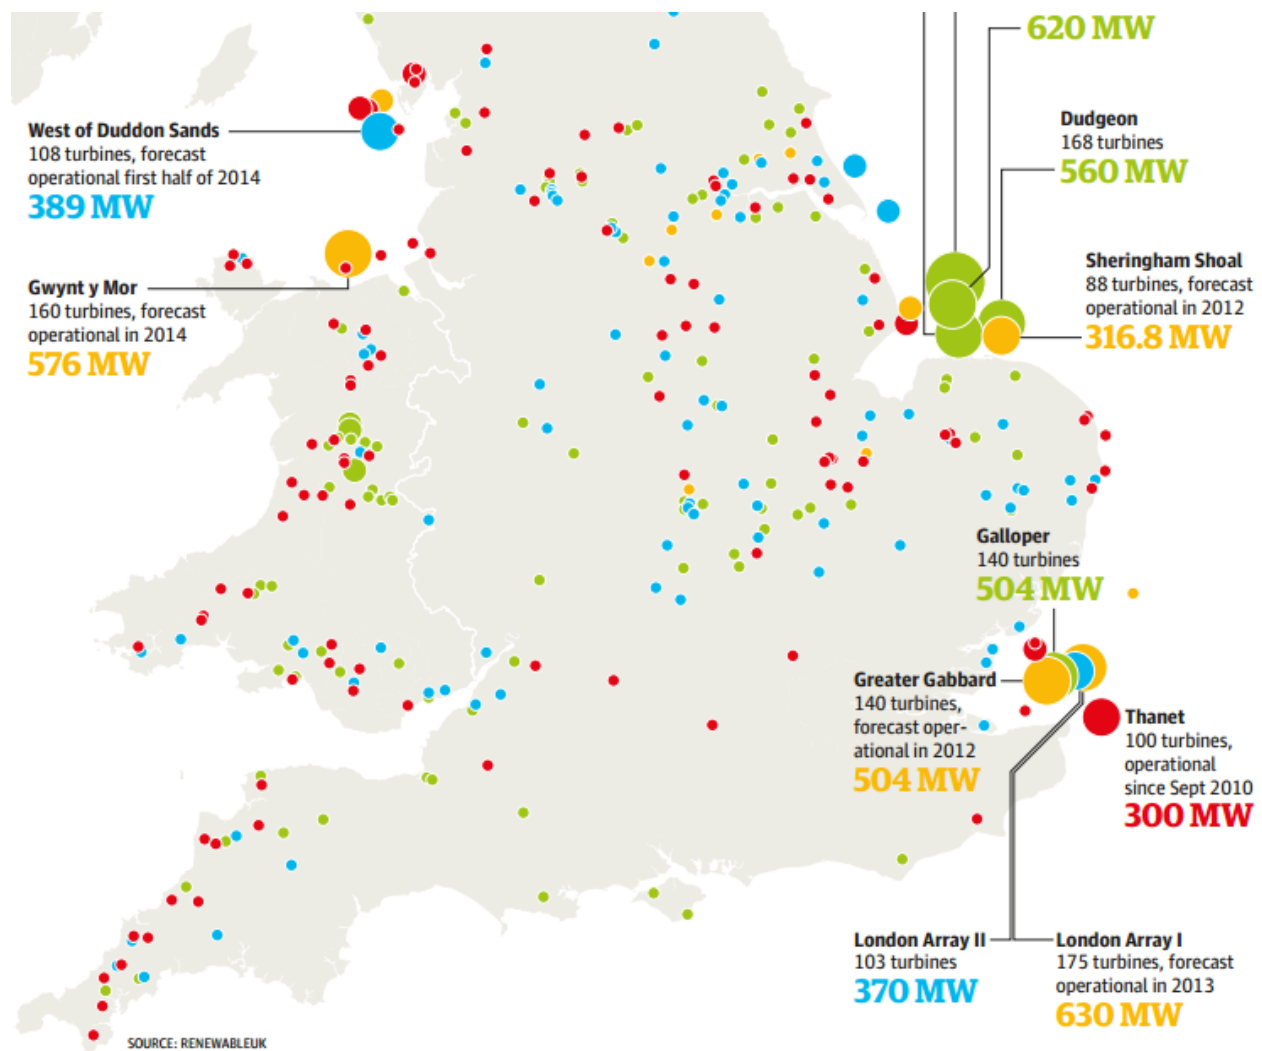 620 MW
Dudgeon
168 turbines
560 MW
West of Duddon Sands
108 turbines, forecast
operational first half of 2014
389 MW
Sheringham Shoal
88 turbines, forecast
operational in 2012
316.8 MW
Gwynt y Mor
160 turbines, forecast
operational in 2014
576 MW
Galloper
140 turbines
504 MW
Greater Gabbard
140 turbines,
forecast oper-
ational in 2012
504 MW
Thanet
100 turbines,
operational
since Sept 2010
300 MW
London Array II
103 turbines
370 MW
London Array I
175 turbines, forecast
operational in 2013
630 MW
SOURCE: RENEWABLEUK